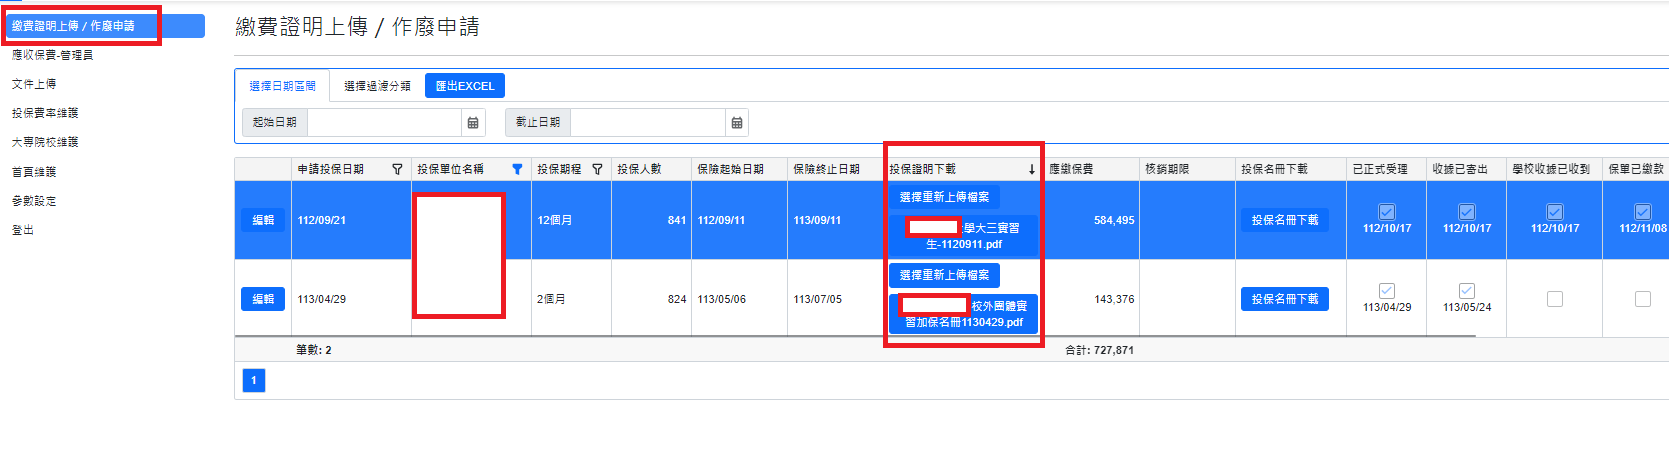 繳費證明上傳 / 作廢申請
應收保費-管理員
文件上傳
投保費率維護
大專院校維護
首頁維護
參數設定
登出
繳費證明上傳 / 作廢申請
選擇日期區間 選擇過濾分類 匯出EXCEL
起始日期 截止日期
申請投保日期 投保單位名稱 投保期程 投保人數 保險起始日期 保險終止日期 投保證明下載 ↓ 應繳保費 核銷期限 投保名冊下載 已正式受理 收據已寄出 學校收據已收到 保單已繳款
編輯 112/09/21 12個月 841 112/09/11 113/09/11 選擇重新上傳檔案 584,495 投保名冊下載 112/10/17 112/10/17 112/10/17 112/11/08
學大三實習
生-1120911.pdf
編輯 113/04/29 2個月 824 113/05/06 113/07/05 選擇重新上傳檔案 143,376 投保名冊下載 113/04/29 113/05/24
校外團體實
習加保名冊1130429.pdf
筆數: 2 合計: 727,871
1